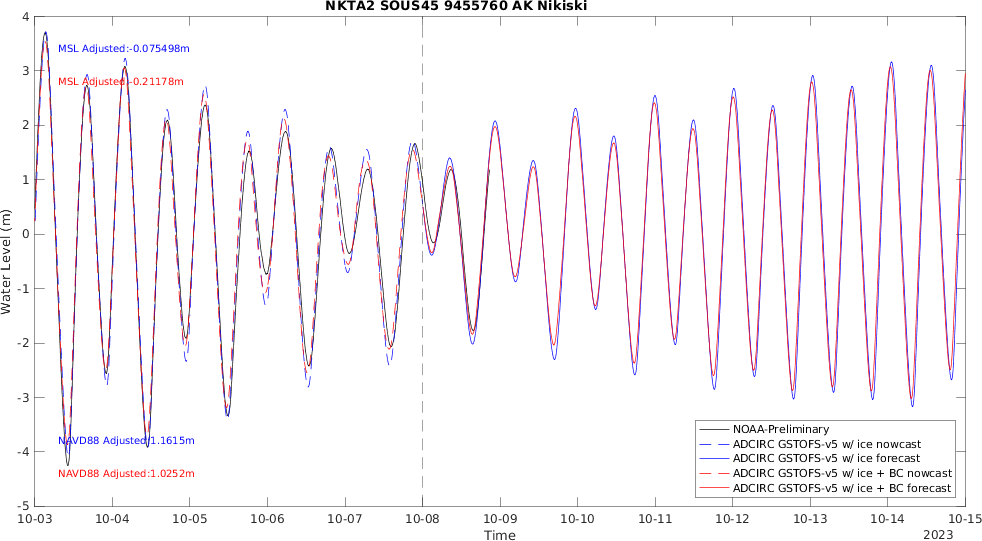 NKTA2 SOUS45 9455760 AK Nikiski
4
3
2
1
0
-1
-2
-3
-4
-5
Water Level (m)
MSL Adjusted:-0.075498m
MSL Adjusted:-0.21178m
NAVD88 Adjusted:1.1615m
NAVD88 Adjusted:1.0252m
NOAA-Preliminary
ADCIRC GSTOFS-v5 w/ ice nowcast
ADCIRC GSTOFS-v5 w/ ice forecast
ADCIRC GSTOFS-v5 w/ ice + BC nowcast
ADCIRC GSTOFS-v5 w/ ice + BC forecast
10-03 10-04 10-05 10-06 10-07 10-08 10-09 10-10 10-11 10-12 10-13 10-14 10-15
Time
2023